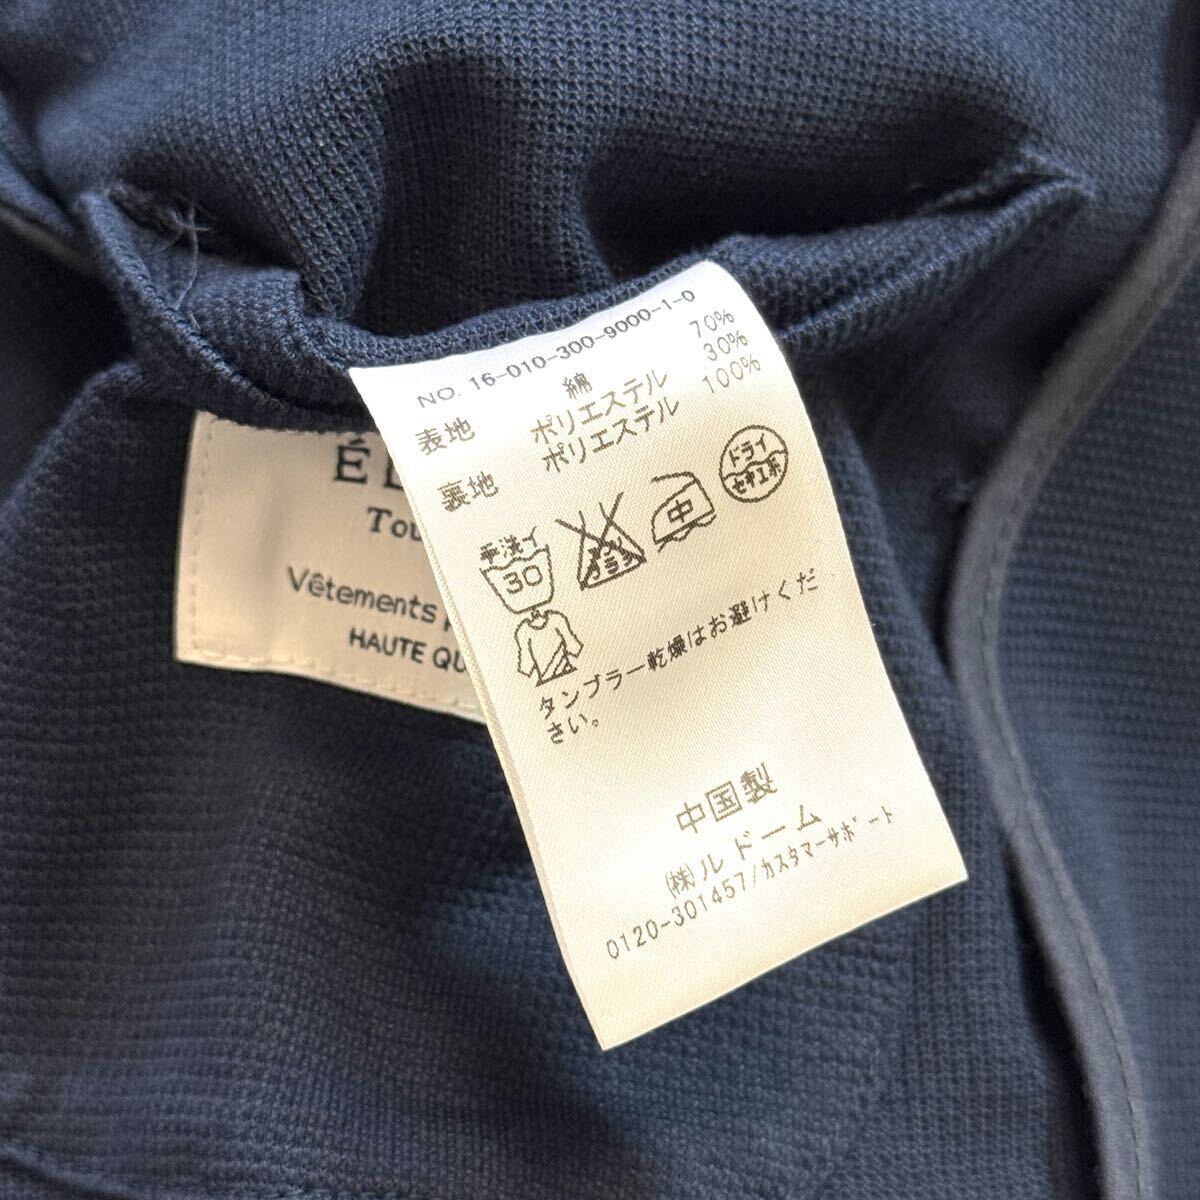 NO. 16-010-300-9000-1-0
表地 綿 70%
ポリエステル 30%
裏地 ポリエステル 100%
手洗イ
30
中
ドライ
セキユ系
タンブラー乾燥はお避けくだ
さい。
中国製
(株)ルドーム
0120-301457/カスタマーサポート
Vêtements
HAUTE